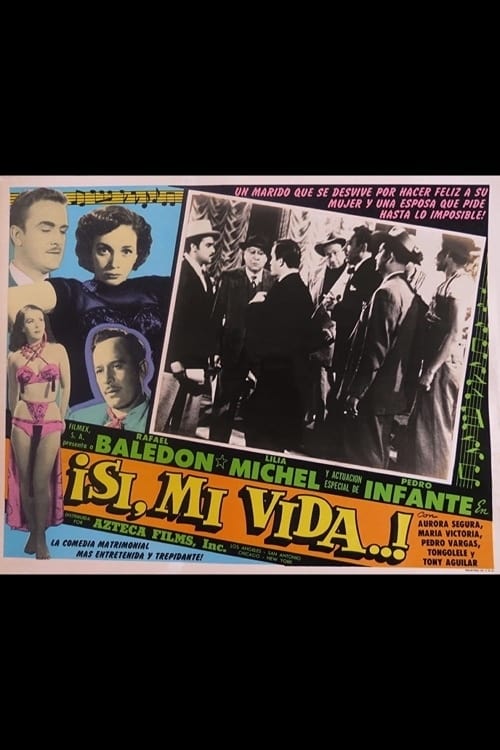 UN MARIDO QUE SE DESVIVE POR HACER FELIZ A SU
MUJER Y UNA ESPOSA QUE PIDE
HASTA LO IMPOSIBLE!
FILMEX,
S. A.
presenta a
RAFAEL
BALEDON
LILIA
MICHEL
Y ACTUACION
ESPECIAL DE
PEDRO
INFANTE
En
¡SI, MI VIDA...!
Con
AURORA SEGURA,
MARIA VICTORIA,
PEDRO VARGAS,
TONGOLELE y
TONY AGUILAR
DISTRIBUIDA
POR
AZTECA FILMS, Inc.
LOS ANGELES - SAN ANTONIO
CHICAGO - NEW YORK
LA COMEDIA MATRIMONIAL
MAS ENTRETENIDA Y TREPIDANTE!